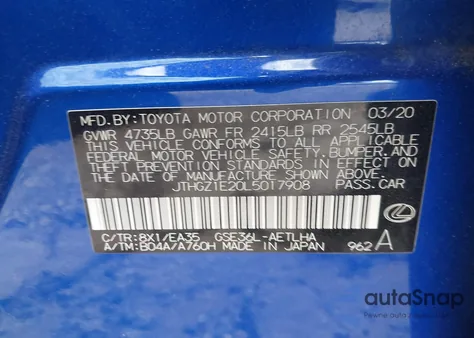 MFD. BY: TOYOTA MOTOR CORPORATION 03/20
GVWR 4735LB GAWR FR 2415LB RR 2545LB
THIS VEHICLE CONFORMS TO ALL APPLICABLE
FEDERAL MOTOR VEHICLE SAFETY, BUMPER, AND
THEFT PREVENTION STANDARDS IN EFFECT ON
THE DATE OF MANUFACTURE SHOWN ABOVE.
JTHGZ1E20L5017908 PASS.CAR
C/TR: 8X1/EA35 GSE36L-AETLHA
A/TM: B04A/A760H MADE IN JAPAN 962 A
autoSnap